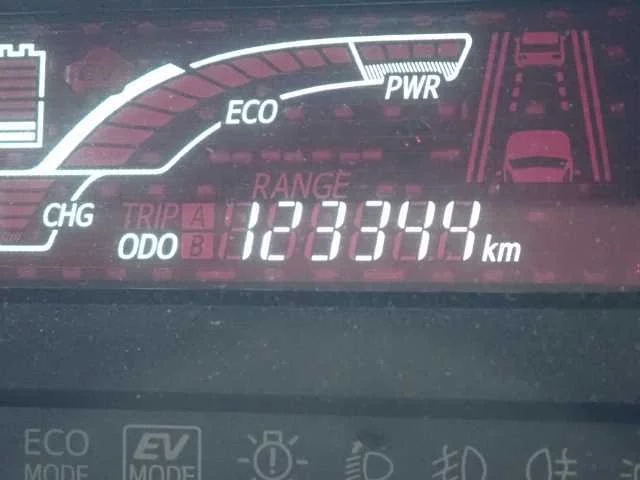 PWR
ECO
RANGE
CHG
TRIP A
ODO B 123344 km
ECO MODE
EV MODE